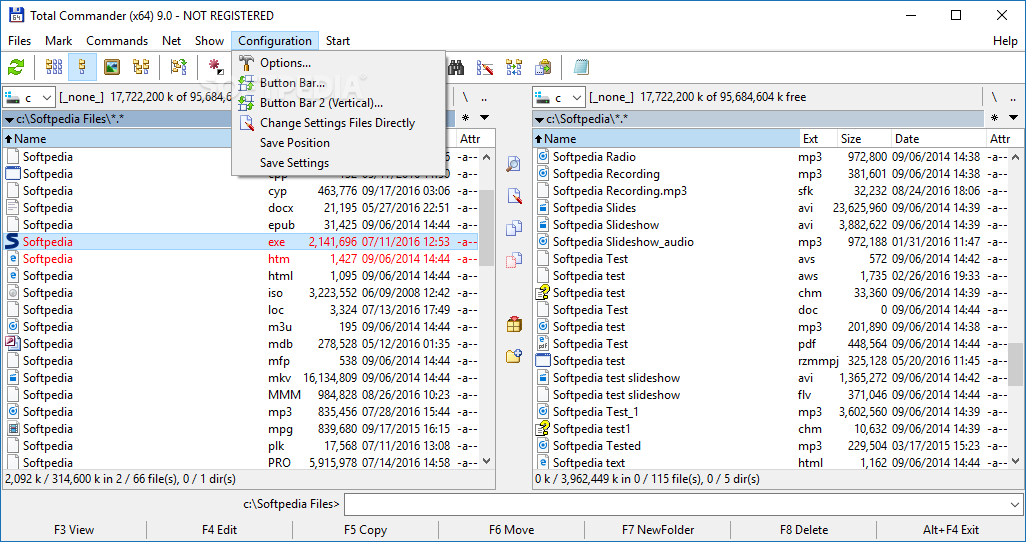 Total Commander (x64) 9.0 - NOT REGISTERED
Files Mark Commands Net Show Configuration Start Help
Options...
Button Bar...
Button Bar 2 (Vertical)...
Change Settings Files Directly
Save Position
Save Settings
SOFTPEDIA
c [_none_] 17,722,200 k of 95,684,6 \ ..
c:\Softpedia Files\*.* * ▼
Name Attr
Softpedia 5 -a--
Softpedia cpp -a--
Softpedia cyp 463,776 09/17/2016 03:06 -a--
Softpedia docx 21,195 05/27/2016 22:51 -a--
Softpedia epub 31,425 09/06/2014 14:44 -a--
Softpedia exe 2,141,696 07/11/2016 12:53 -a--
Softpedia htm 1,427 09/06/2014 14:44 -a--
Softpedia html 1,095 09/06/2014 14:44 -a--
Softpedia iso 3,223,552 06/09/2008 12:42 -a--
Softpedia loc 3,324 07/13/2016 17:49 -a--
Softpedia m3u 195 09/06/2014 14:44 -a--
Softpedia mdb 278,528 05/12/2016 01:35 -a--
Softpedia mfp 538 09/06/2014 14:44 -a--
Softpedia mkv 16,134,809 09/06/2014 14:44 -a--
Softpedia MMM 984,828 08/26/2016 10:23 -a--
Softpedia mp3 835,456 07/28/2016 15:44 -a--
Softpedia mpg 839,680 09/17/2015 16:15 -a--
Softpedia plk 17,568 07/11/2016 13:08 -a--
Softpedia PRO 5,915,978 07/14/2016 14:58 -a--
2,092 k / 314,600 k in 2 / 66 file(s), 0 / 1 dir(s)
c [_none_] 17,722,200 k of 95,684,604 k free \ ..
c:\Softpedia\*.* * ▼
Name Ext Size Date Attr
Softpedia Radio mp3 972,800 09/06/2014 14:38 -a--
Softpedia Recording mp3 381,601 09/06/2014 14:38 -a--
Softpedia Recording.mp3 sfk 32,232 08/24/2016 18:06 -a--
Softpedia Slides avi 23,625,960 09/06/2014 14:39 -a--
Softpedia Slideshow avi 3,882,622 09/06/2014 14:39 -a--
Softpedia Slideshow_audio mp3 972,188 01/31/2016 11:47 -a--
Softpedia Test avs 572 09/06/2014 14:42 -a--
Softpedia test aws 1,735 02/26/2016 19:33 -a--
Softpedia test chm 33,360 09/06/2014 14:39 -a--
Softpedia Test doc 0 09/06/2014 14:44 -a--
Softpedia test mp3 201,890 09/06/2014 14:38 -a--
Softpedia Test pdf 448,564 09/06/2014 14:44 -a--
Softpedia test rzmmpj 325,128 05/20/2016 11:45 -a--
Softpedia test slideshow avi 1,365,272 09/06/2014 14:42 -a--
Softpedia test slideshow flv 371,046 09/06/2014 14:44 -a--
Softpedia Test_1 mp3 3,602,560 09/06/2014 14:39 -a--
Softpedia test1 chm 10,632 09/06/2014 14:39 -a--
Softpedia Tested mp3 229,504 03/17/2015 15:23 -a--
Softpedia text html 1,162 09/06/2014 14:44 -a--
0 k / 3,962,449 k in 0 / 115 file(s), 0 / 5 dir(s)
c:\Softpedia Files>
F3 View F4 Edit F5 Copy F6 Move F7 NewFolder F8 Delete Alt+F4 Exit